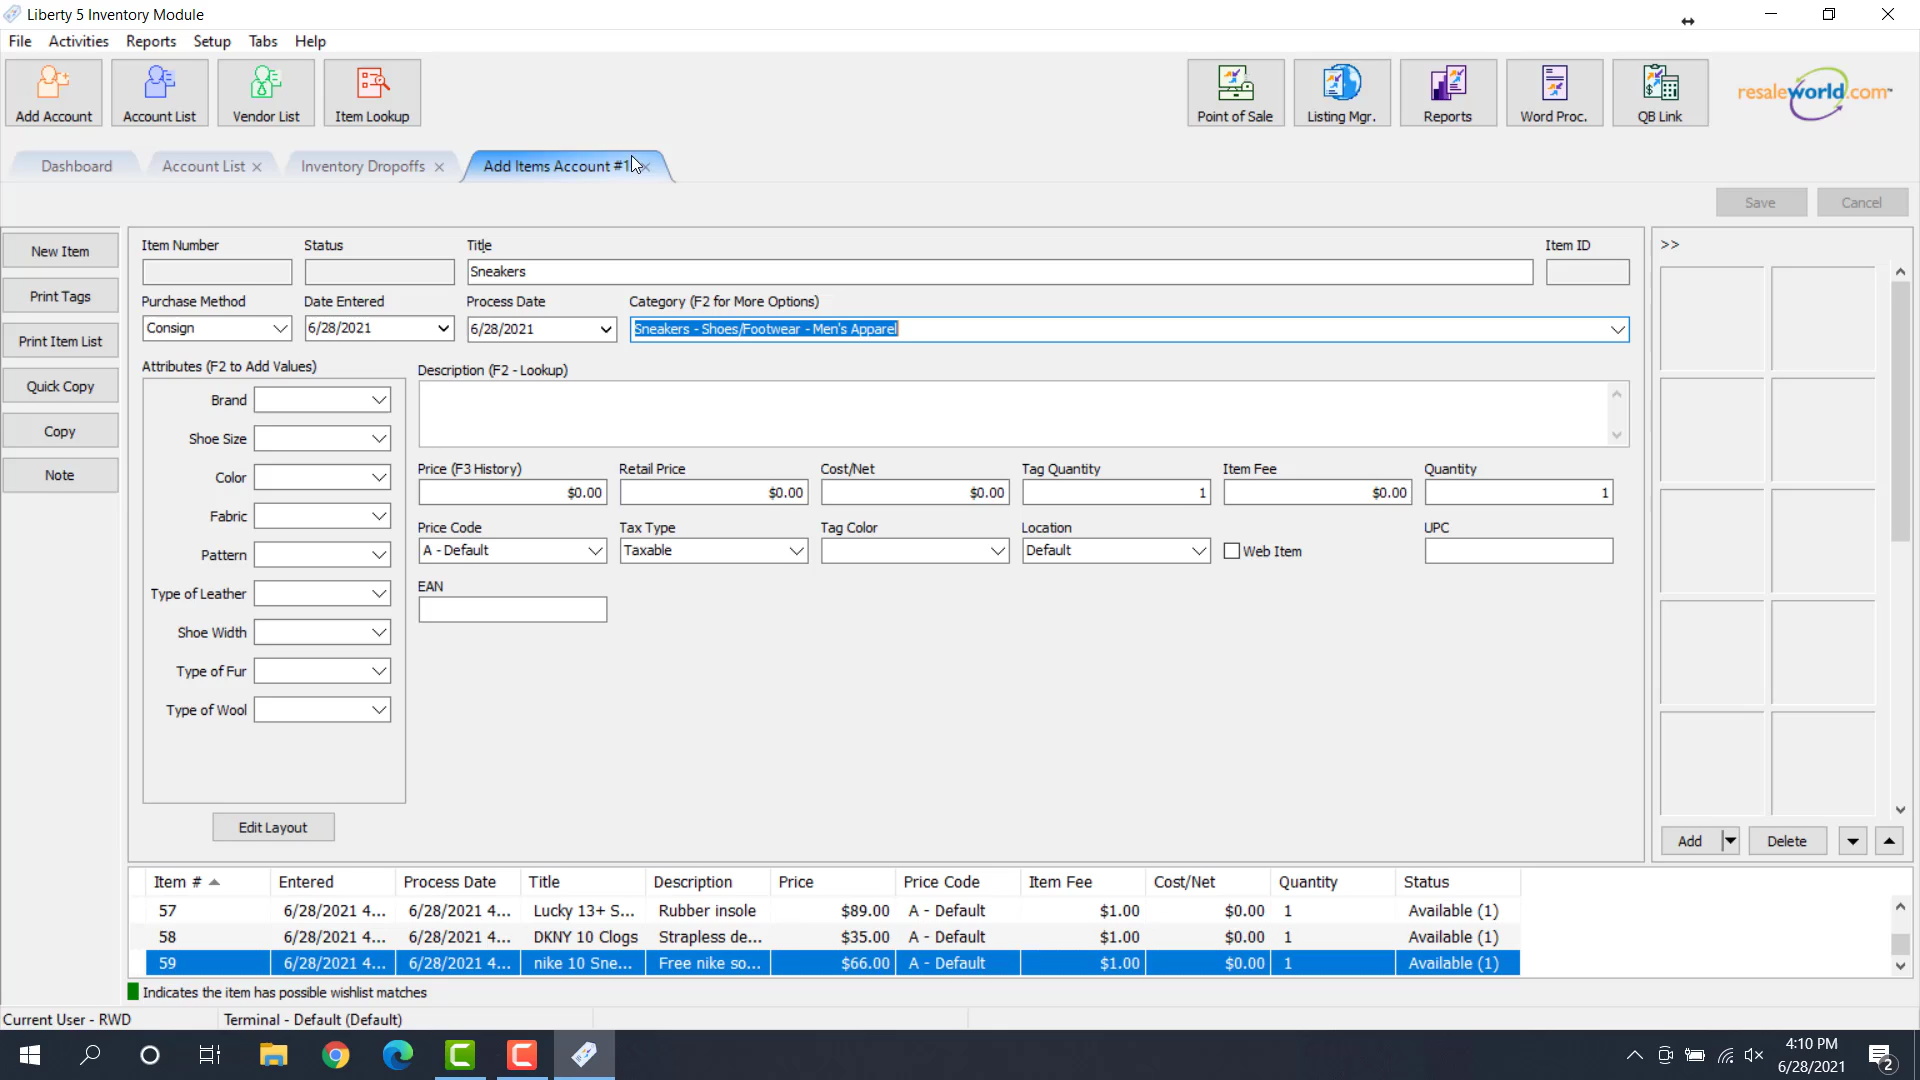 Liberty 5 Inventory Module
File Activities Reports Setup Tabs Help
Add Account Account List Vendor List Item Lookup Point of Sale Listing Mgr. Reports Word Proc. QB Link resaleworld.com™
Dashboard Account List Inventory Dropoffs Add Items Account #1
Save Cancel
New Item
Print Tags
Print Item List
Quick Copy
Copy
Note
Item Number Status Title Item ID
Sneakers
Purchase Method Date Entered Process Date Category (F2 for More Options)
Consign 6/28/2021 6/28/2021 Sneakers - Shoes/Footwear - Men's Apparel
Attributes (F2 to Add Values) Description (F2 - Lookup)
Brand
Shoe Size
Color
Fabric
Pattern
Type of Leather
Shoe Width
Type of Fur
Type of Wool
Edit Layout
Price (F3 History) Retail Price Cost/Net Tag Quantity Item Fee Quantity
$0.00 $0.00 $0.00 1 $0.00 1
Price Code Tax Type Tag Color Location UPC
A - Default Taxable Default Web Item
EAN
>>
Add Delete
Item # Entered Process Date Title Description Price Price Code Item Fee Cost/Net Quantity Status
57 6/28/2021 4... 6/28/2021 4... Lucky 13+ S... Rubber insole $89.00 A - Default $1.00 $0.00 1 Available (1)
58 6/28/2021 4... 6/28/2021 4... DKNY 10 Clogs Strapless de... $35.00 A - Default $1.00 $0.00 1 Available (1)
59 6/28/2021 4... 6/28/2021 4... nike 10 Sne... Free nike so... $66.00 A - Default $1.00 $0.00 1 Available (1)
Indicates the item has possible wishlist matches
Current User - RWD Terminal - Default (Default)
4:10 PM
6/28/2021
2